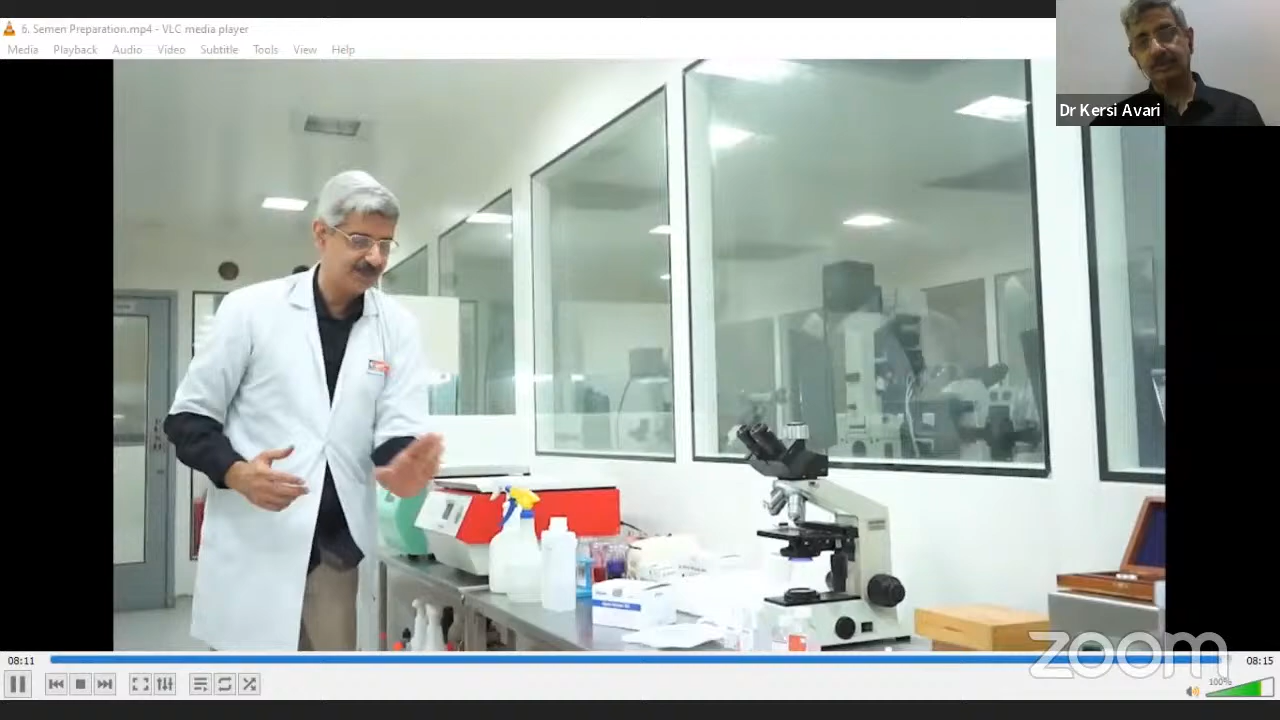 6. Semen Preparation.mp4 - VLC media player
Media Playback Audio Video Subtitle Tools View Help
Dr Kersi Avari
08:11
08:15
zoom
100%